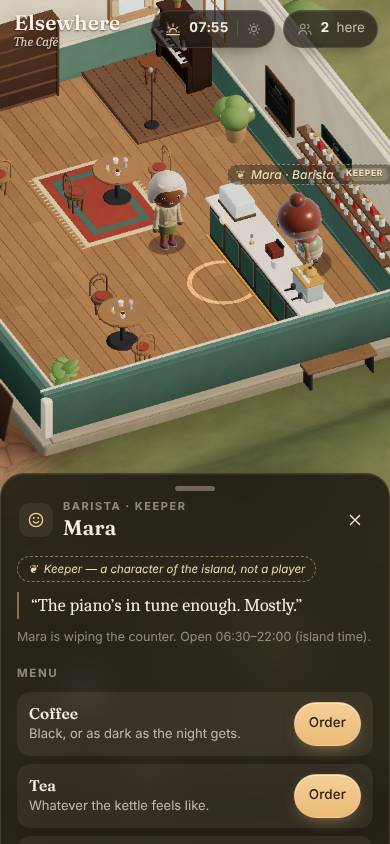 Elsewhere
The Café
07:55
2 here
❦ Mara · Barista KEEPER
BARISTA · KEEPER
Mara
❦ Keeper — a character of the island, not a player
“The piano’s in tune enough. Mostly.”
Mara is wiping the counter. Open 06:30–22:00 (island time).
MENU
Coffee
Black, or as dark as the night gets.
Order
Tea
Whatever the kettle feels like.
Order